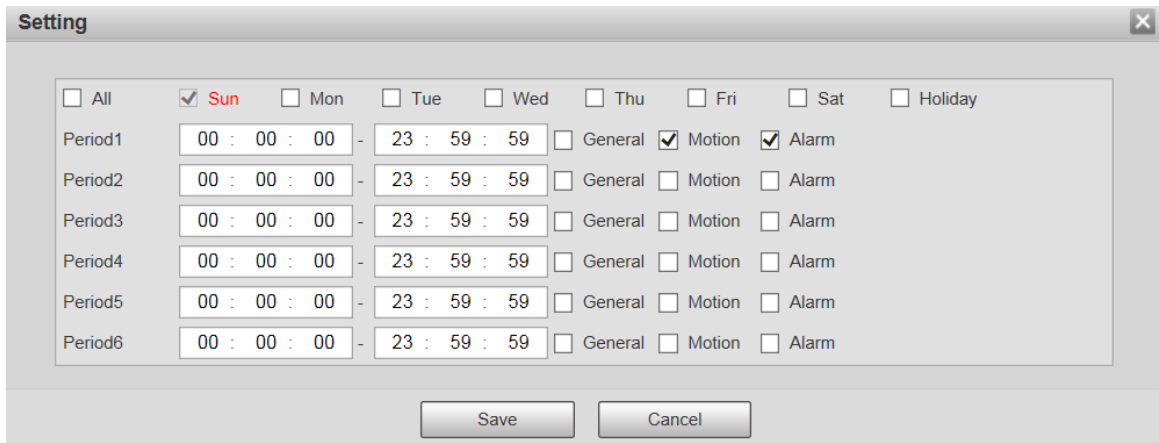 Setting
All Sun Mon Tue Wed Thu Fri Sat Holiday
Period1 00 : 00 : 00 - 23 : 59 : 59 General Motion Alarm
Period2 00 : 00 : 00 - 23 : 59 : 59 General Motion Alarm
Period3 00 : 00 : 00 - 23 : 59 : 59 General Motion Alarm
Period4 00 : 00 : 00 - 23 : 59 : 59 General Motion Alarm
Period5 00 : 00 : 00 - 23 : 59 : 59 General Motion Alarm
Period6 00 : 00 : 00 - 23 : 59 : 59 General Motion Alarm
Save Cancel